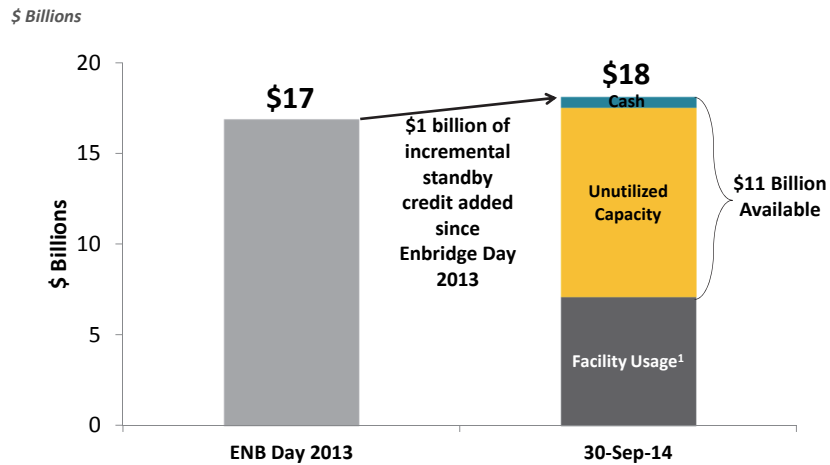 $ Billions
20
15
10
5
0
$ Billions
$17
$18
Cash
$1 billion of
incremental
standby
credit added
since
Enbridge Day
2013
Unutilized
Capacity
$11 Billion
Available
Facility Usage¹
ENB Day 2013
30-Sep-14